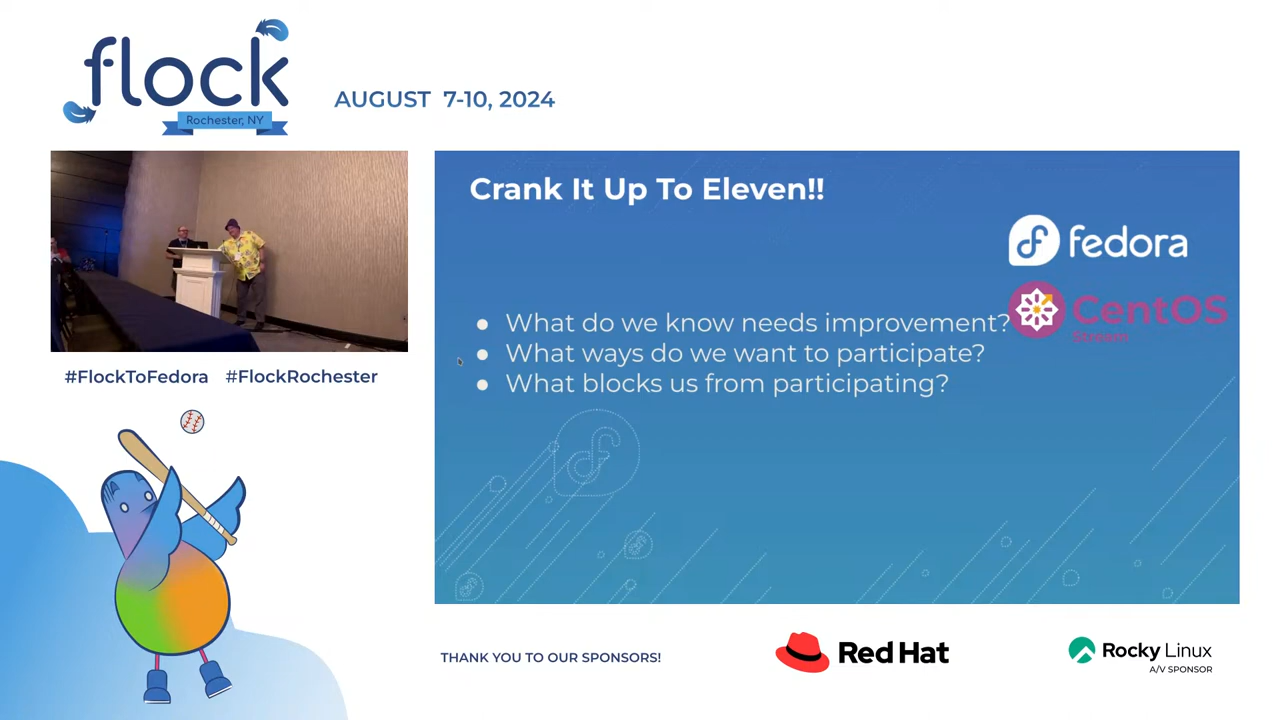 flock
Rochester, NY
AUGUST 7-10, 2024
Crank It Up To Eleven!!
fedora
CentOS
Stream
● What do we know needs improvement?
● What ways do we want to participate?
● What blocks us from participating?
#FlockToFedora #FlockRochester
THANK YOU TO OUR SPONSORS!
Red Hat
Rocky Linux
A/V SPONSOR